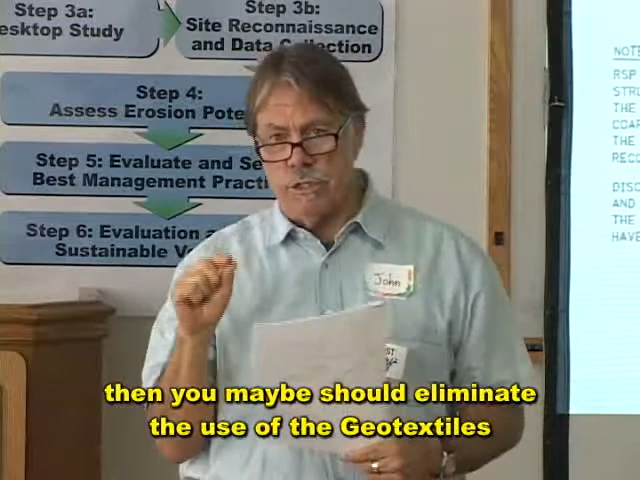 Step 3a:
esktop Study
Step 3b:
Site Reconnaissance
and Data Collection
Step 4:
Assess Erosion Pote
Step 5: Evaluate and Se
Best Management Practi
Step 6: Evaluation a
Sustainable V
NOTE
RSP
STRU
THE
COAR
THE
RECO
DISC
AND
THE
HAVE
John
then you maybe should eliminate
the use of the Geotextiles